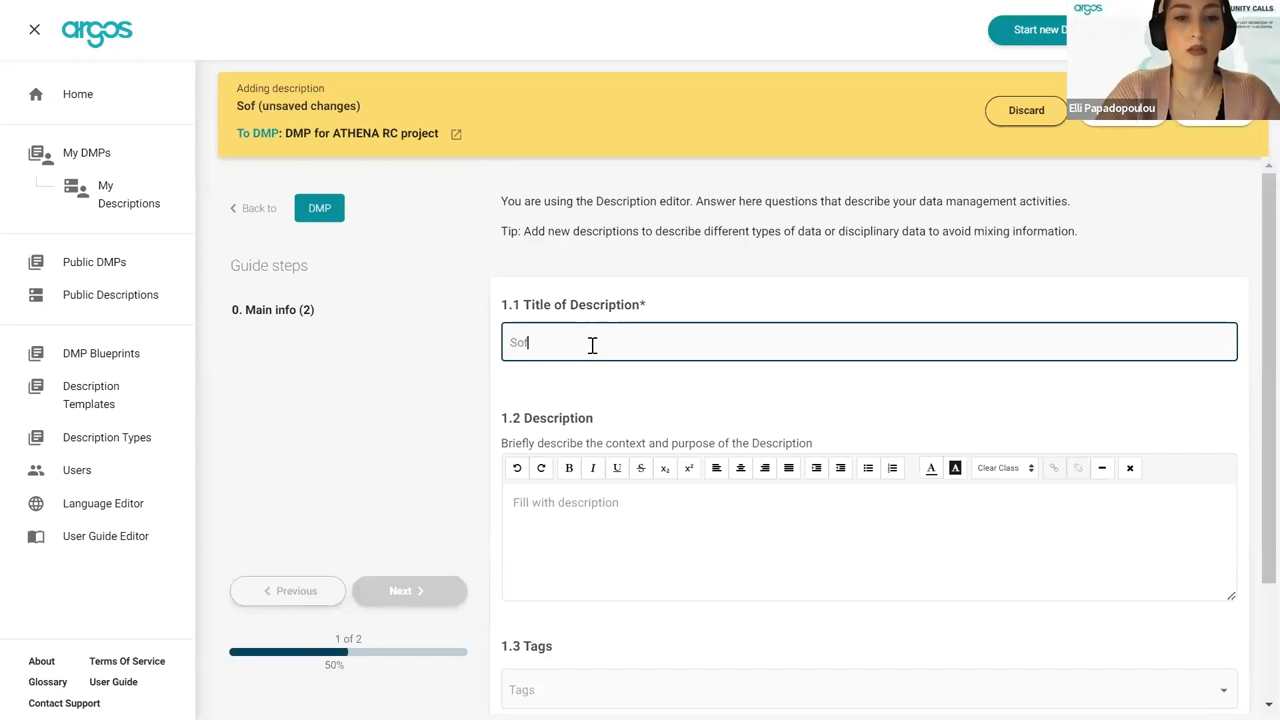 argos
Start new D
argos
UNITY CALLS
Elli Papadopoulou
Home
My DMPs
My
Descriptions
Public DMPs
Public Descriptions
DMP Blueprints
Description
Templates
Description Types
Users
Language Editor
User Guide Editor
About
Terms Of Service
Glossary
User Guide
Contact Support
Adding description
Sof (unsaved changes)
To DMP: DMP for ATHENA RC project
Discard
Back to
DMP
Guide steps
0. Main info (2)
Previous
Next
1 of 2
50%
You are using the Description editor. Answer here questions that describe your data management activities.
Tip: Add new descriptions to describe different types of data or disciplinary data to avoid mixing information.
1.1 Title of Description*
Sof
1.2 Description
Briefly describe the context and purpose of the Description
B I U S x₂ x² A A Clear Class
Fill with description
1.3 Tags
Tags